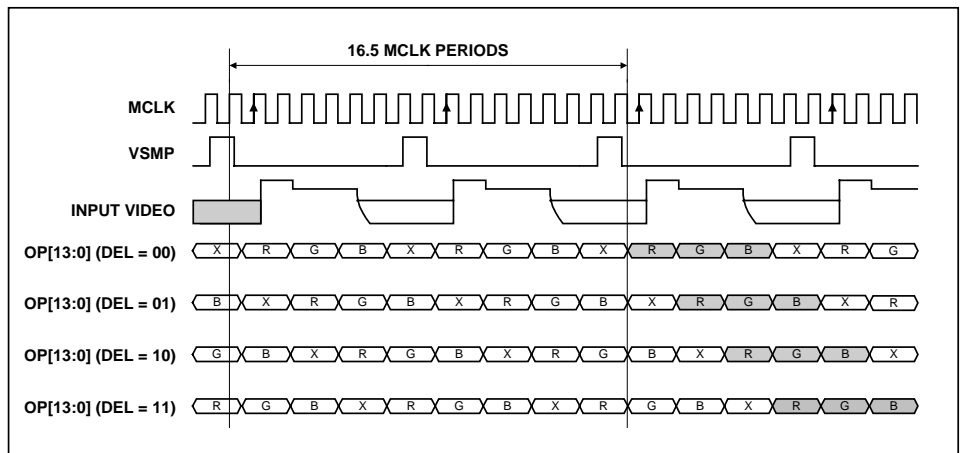 16.5 MCLK PERIODS
MCLK
VSMP
INPUT VIDEO
OP[13:0] (DEL = 00) X R G B X R G B X R G B X R G
OP[13:0] (DEL = 01) B X R G B X R G B X R G B X R
OP[13:0] (DEL = 10) G B X R G B X R G B X R G B X
OP[13:0] (DEL = 11) R G B X R G B X R G B X R G B